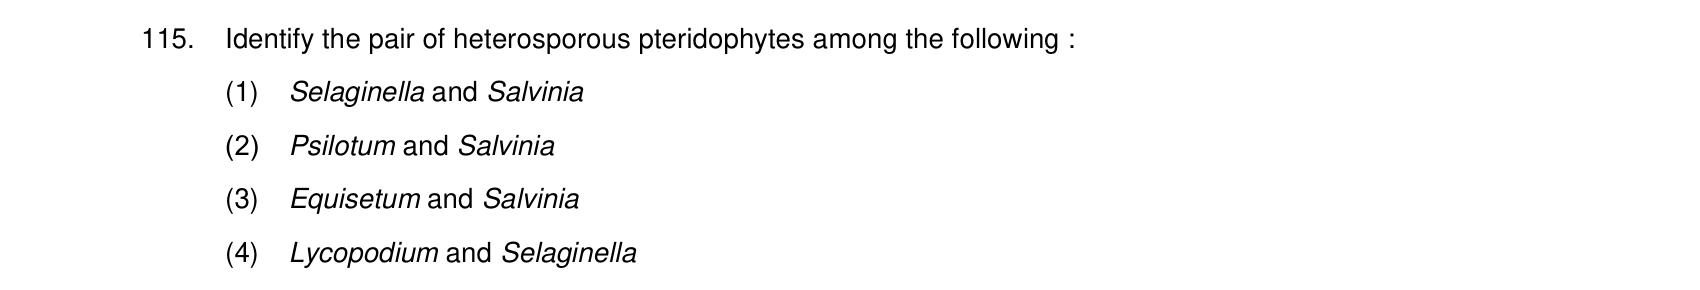 115. Identify the pair of heterosporous pteridophytes among the following :
(1) Selaginella and Salvinia
(2) Psilotum and Salvinia
(3) Equisetum and Salvinia
(4) Lycopodium and Selaginella